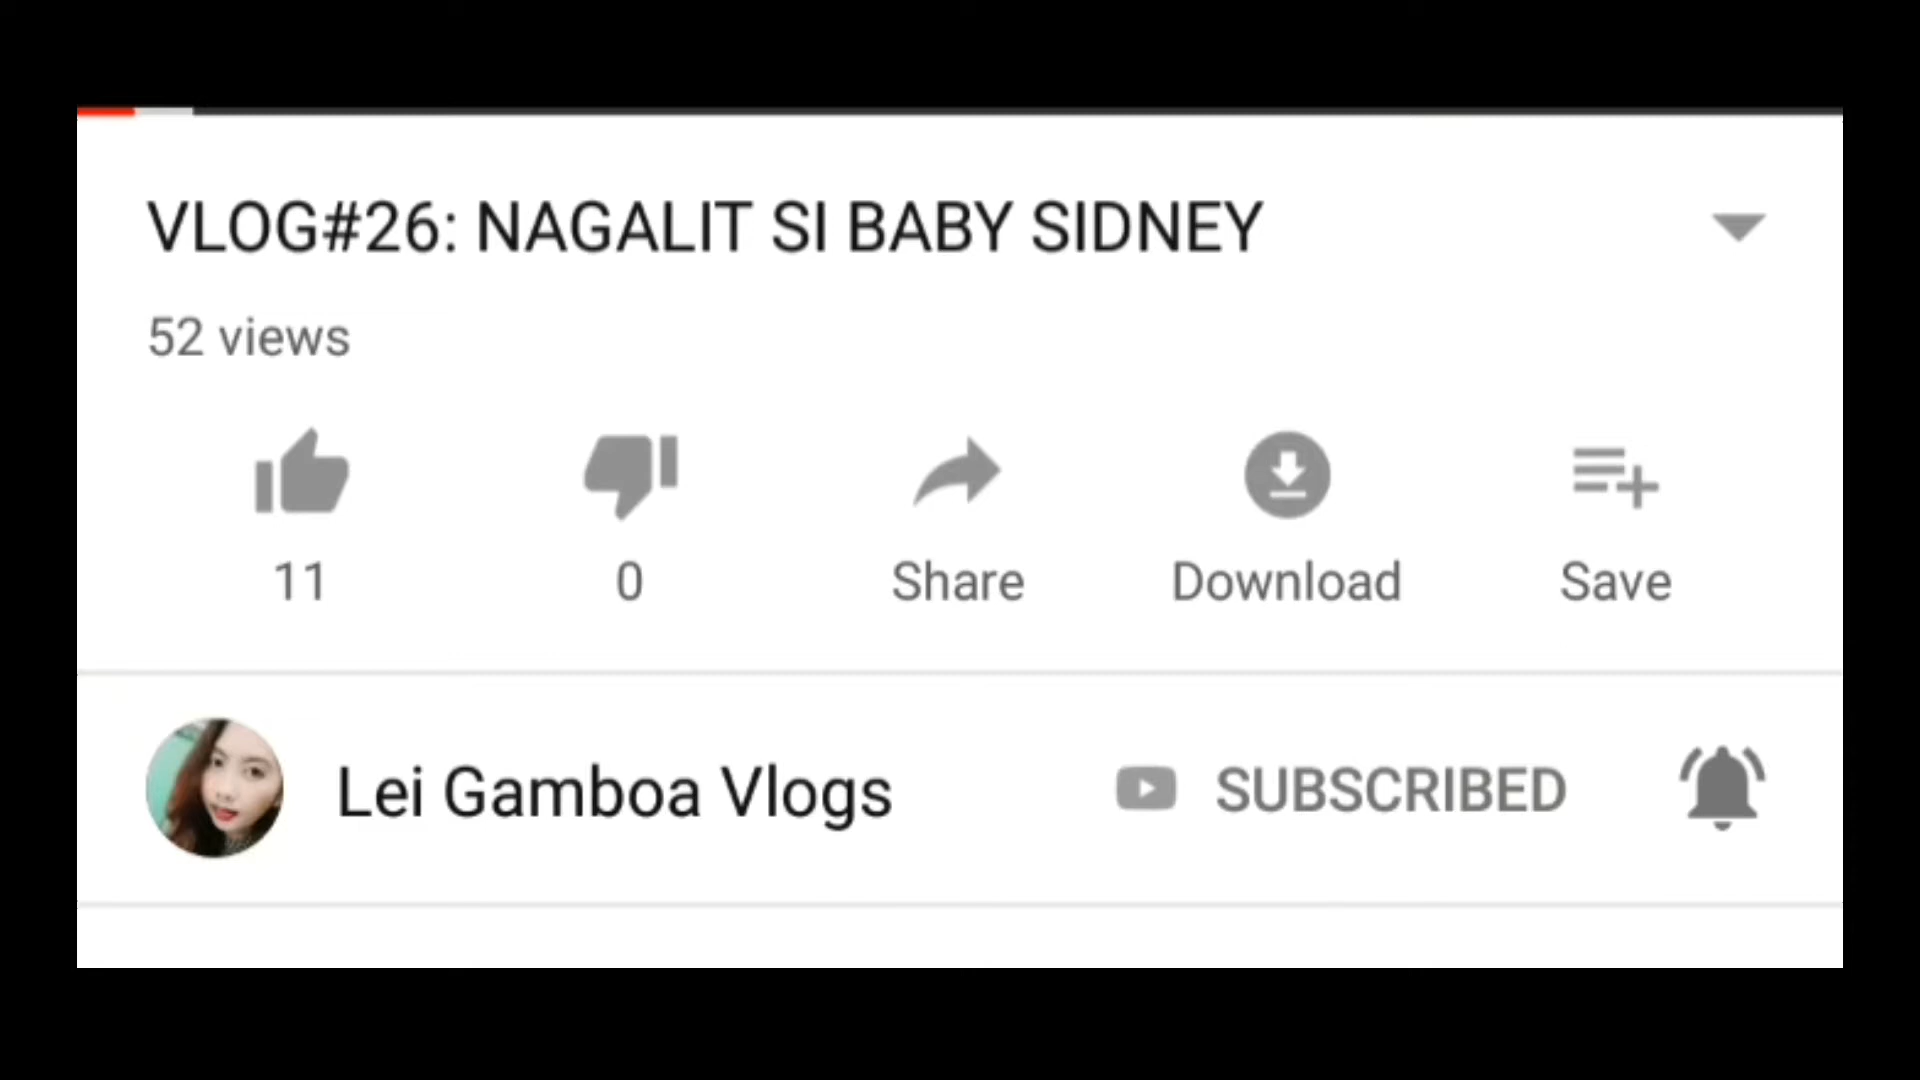 VLOG#26: NAGALIT SI BABY SIDNEY
52 views
11 0 Share Download Save
Lei Gamboa Vlogs SUBSCRIBED